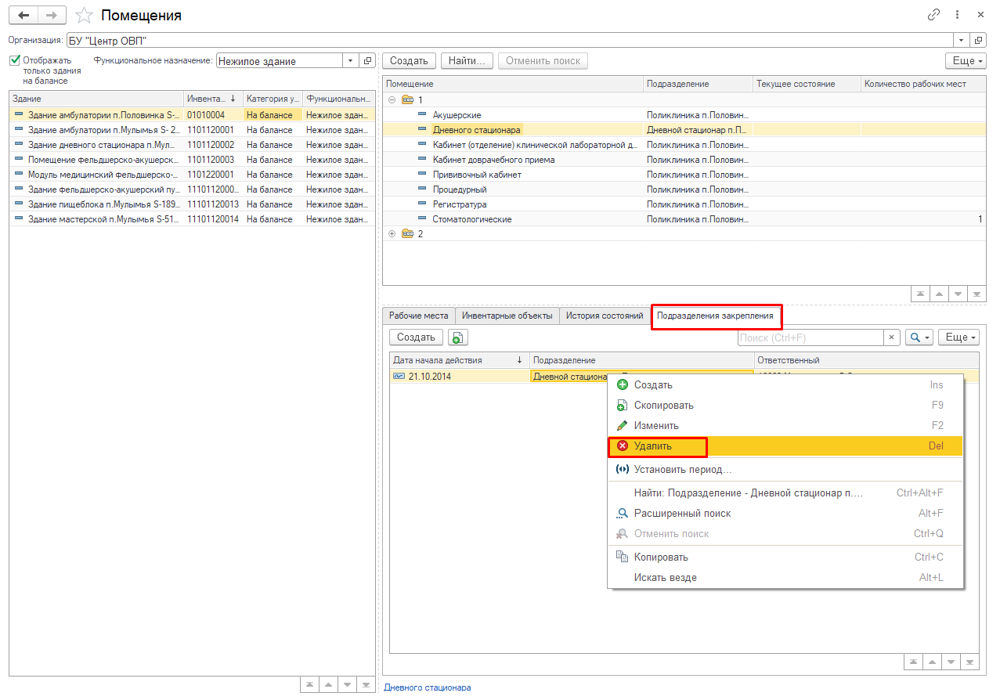 Помещения
Организация: БУ "Центр ОВП"
Отображать
только здания
на балансе
Функциональное назначение: Нежилое здание
Здание Инвента... ↓ Категория у... Функциональн...
Здание амбулатории п.Половинка S-... 01010004 На балансе Нежилое здан...
Здание амбулатории п.Мулымья S- 2... 1101120001 На балансе Нежилое здан...
Здание дневного стационара п.Мул... 1101120002 На балансе Нежилое здан...
Помещение фельдшерско-акушерск... 1101120003 На балансе Нежилое здан...
Модуль медицинский фельдшерско-... 1101220001 На балансе Нежилое здан...
Здание фельдшерско-акушерский пу... 1110112000... На балансе Нежилое здан...
Здание пищеблока п.Мулымья S-189... 11101120013 На балансе Нежилое здан...
Здание мастерской п.Мулымья S-51... 11101120014 На балансе Нежилое здан...
Создать Найти... Отменить поиск Еще
Помещение Подразделение Текущее состояние Количество рабочих мест
1
Акушерские Поликлиника п.Половин...
Дневного стационара Дневной стационар п.П...
Кабинет (отделение) клинической лабораторной д... Поликлиника п.Половин...
Кабинет доврачебного приема Поликлиника п.Половин...
Прививочный кабинет Поликлиника п.Половин...
Процедурный Поликлиника п.Половин...
Регистратура Поликлиника п.Половин...
Стоматологические Поликлиника п.Половин... 1
2
Рабочие места Инвентарные объекты История состояний Подразделения закрепления
Создать Поиск (Ctrl+F) × Еще
Дата начала действия ↓ Подразделение Ответственный
21.10.2014 Дневной стациона
Создать Ins
Скопировать F9
Изменить F2
Удалить Del
Установить период...
Найти: Подразделение - Дневной стационар п.... Ctrl+Alt+F
Расширенный поиск Alt+F
Отменить поиск Ctrl+Q
Копировать Ctrl+C
Искать везде Alt+L
Дневного стационара